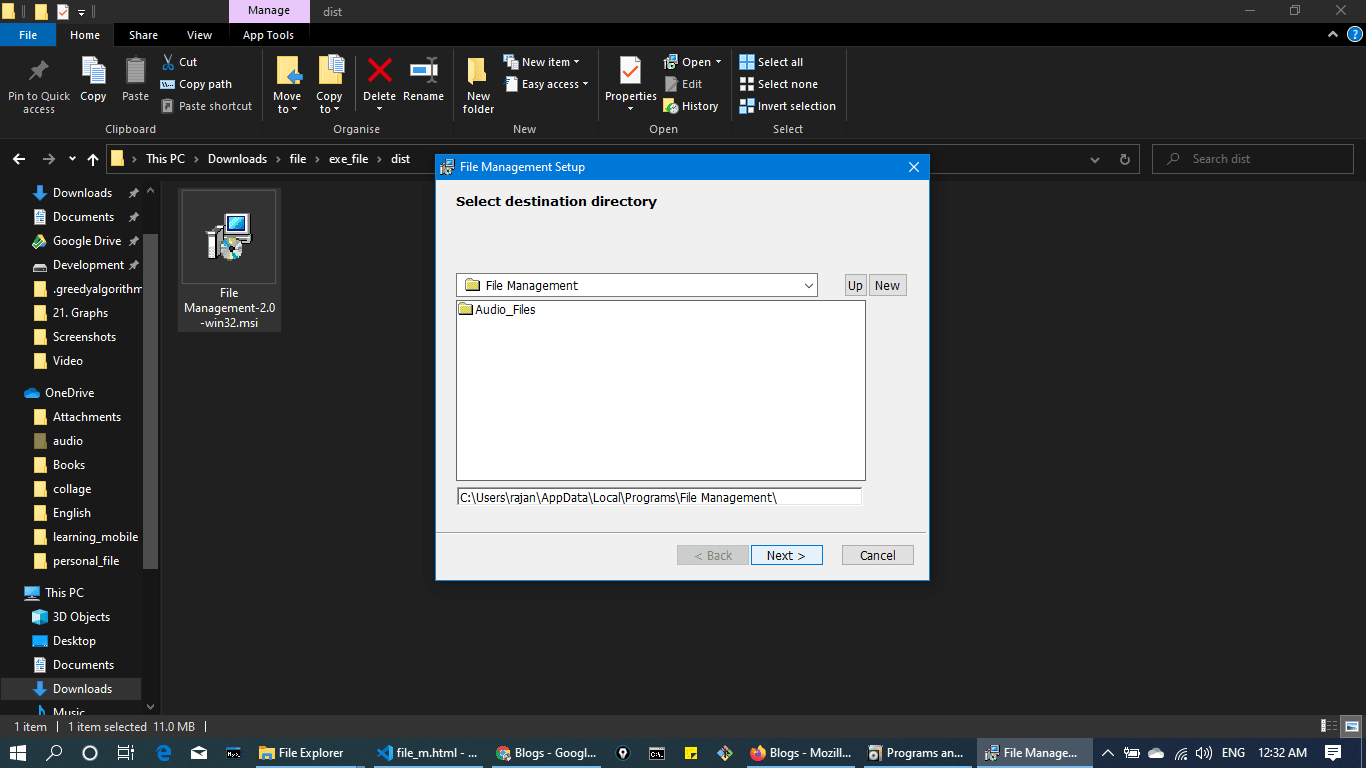 Manage
dist
File
Home
Share
View
App Tools
Pin to Quick access
Copy
Paste
Cut
Copy path
Paste shortcut
Clipboard
Move to
Copy to
Delete
Rename
Organise
New folder
New item
Easy access
New
Properties
Open
Edit
History
Open
Select all
Select none
Invert selection
Select
This PC > Downloads > file > exe_file > dist
Search dist
Downloads
Documents
Google Drive
Development
.greedyalgorithm
21. Graphs
Screenshots
Video
OneDrive
Attachments
audio
Books
collage
English
learning_mobile
personal_file
This PC
3D Objects
Desktop
Documents
Downloads
Music
File
Management-2.0
-win32.msi
File Management Setup
Select destination directory
File Management
Up
New
Audio_Files
C:\Users\rajan\AppData\Local\Programs\File Management\
< Back
Next >
Cancel
1 item
1 item selected 11.0 MB
File Explorer
file_m.html - ...
Blogs - Googl...
Blogs - Mozill...
Programs an...
File Manage...
ENG
12:32 AM